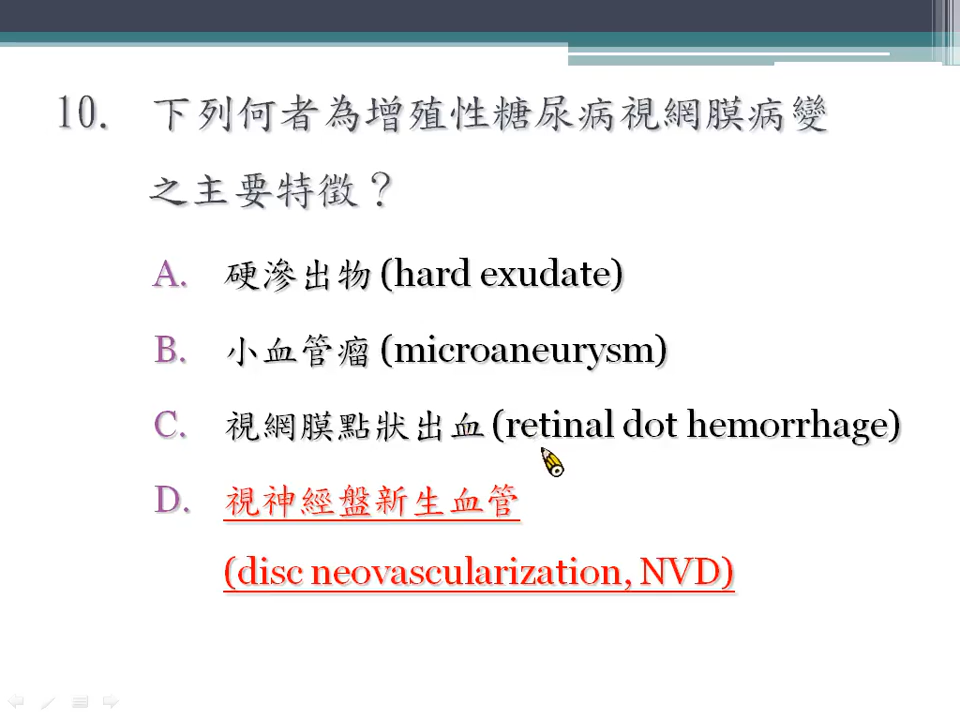 10. 下列何者為增殖性糖尿病視網膜病變
之主要特徵？
A. 硬滲出物 (hard exudate)
B. 小血管瘤 (microaneurysm)
C. 視網膜點狀出血 (retinal dot hemorrhage)
D. 視神經盤新生血管
(disc neovascularization, NVD)